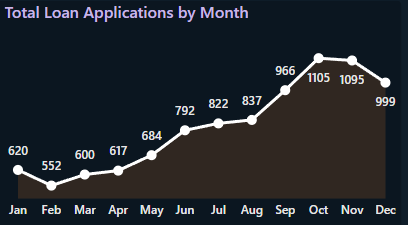 Total Loan Applications by Month
620 552 600 617 684 792 822 837 966 1105 1095 999
Jan Feb Mar Apr May Jun Jul Aug Sep Oct Nov Dec